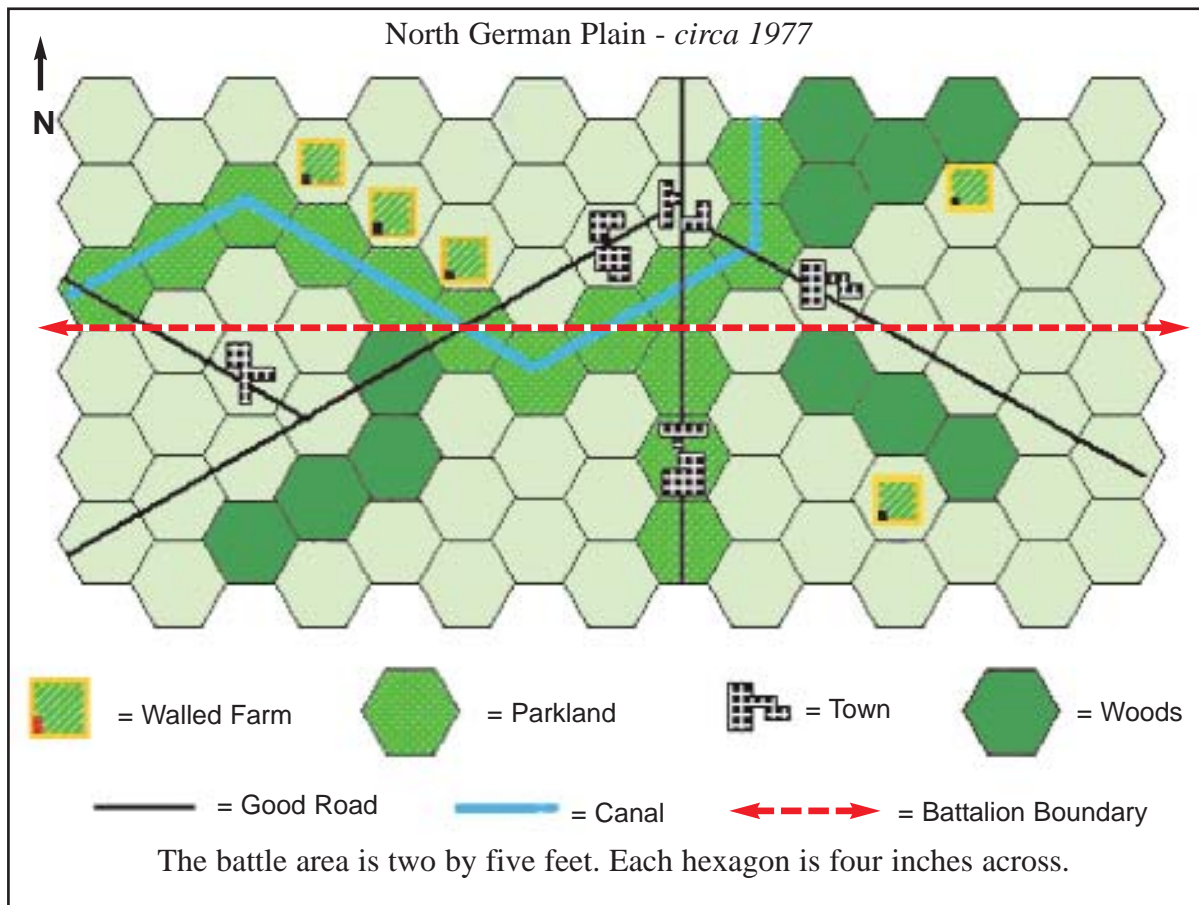 North German Plain - circa 1977
N
= Walled Farm
= Parkland
= Town
= Woods
= Good Road
= Canal
= Battalion Boundary
The battle area is two by five feet. Each hexagon is four inches across.